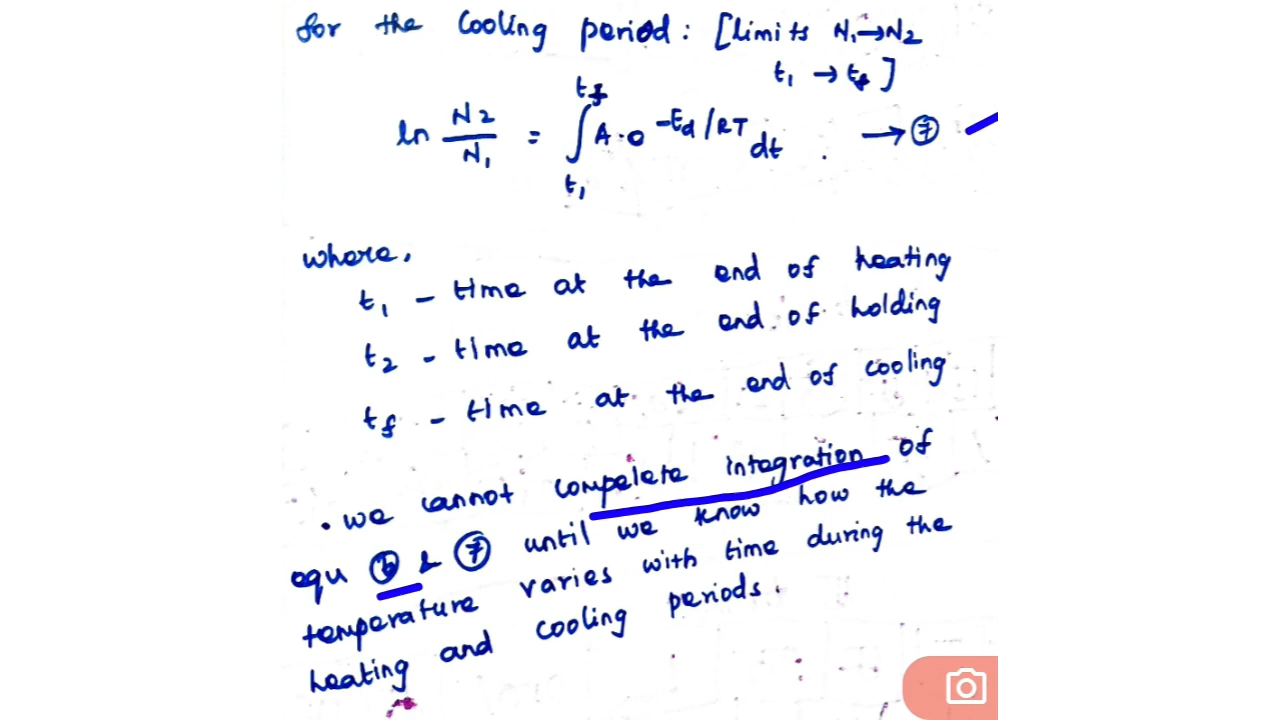 for the cooling period: [limits N₁→N₂
t₁ → t_f]
ln N₂/N₁ = ∫_{t₁}^{t_f} A·e^{-Ed/RT} dt. → ⑦
where,
t₁ - time at the end of heating
t₂ - time at the end of holding
t_f - time at the end of cooling
• we cannot compelete integration of
equ ⑥ & ⑦ until we know how the
temperature varies with time during the
heating and cooling periods.